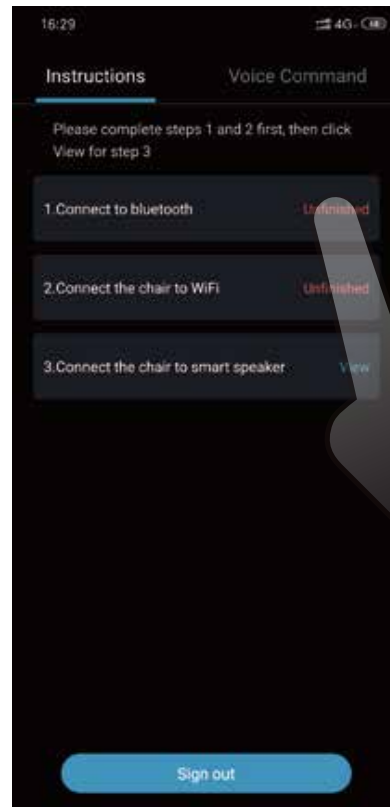 16:29 4G
Instructions Voice Command
Please complete steps 1 and 2 first, then click
View for step 3
1.Connect to bluetooth Unfinished
2.Connect the chair to WiFi Unfinished
3.Connect the chair to smart speaker View
Sign out